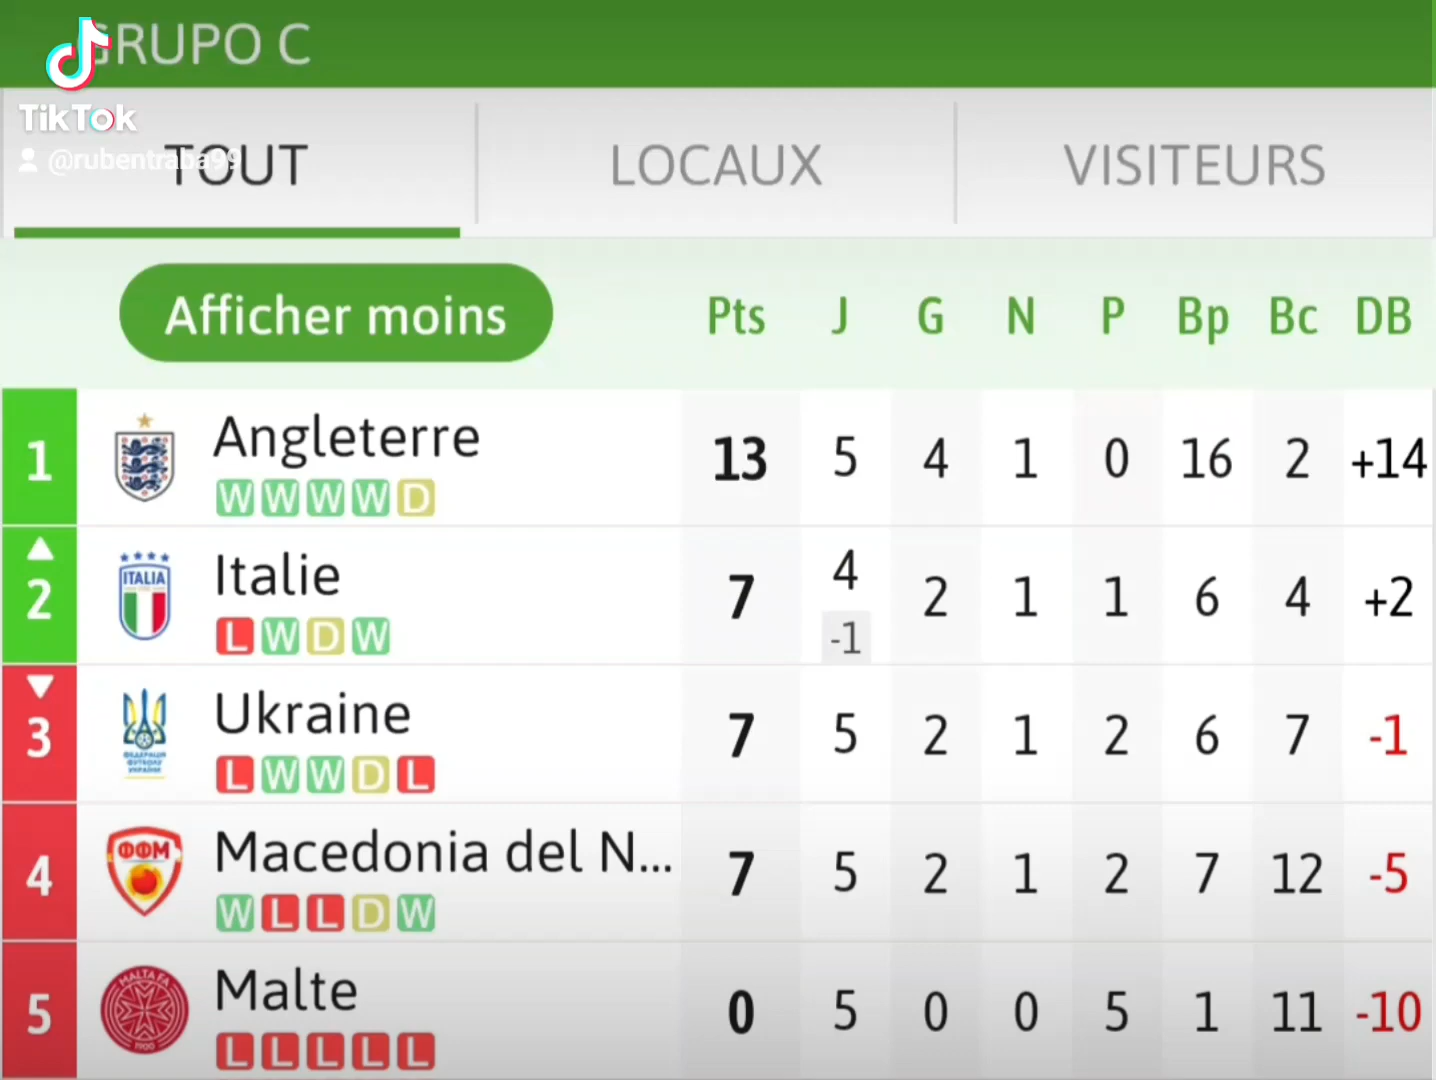 GRUPO C
TikTok
@rubentraba99
TOUT LOCAUX VISITEURS
Afficher moins Pts J G N P Bp Bc DB
1 Angleterre 13 5 4 1 0 16 2 +14
W W W W D
2 ITALIA Italie 7 4 2 1 1 6 4 +2
L W D W -1
3 Ukraine 7 5 2 1 2 6 7 -1
L W W D L
4 ФФМ Macedonia del N... 7 5 2 1 2 7 12 -5
W L L D W
5 MALTA FA 1900 Malte 0 5 0 0 5 1 11 -10
L L L L L